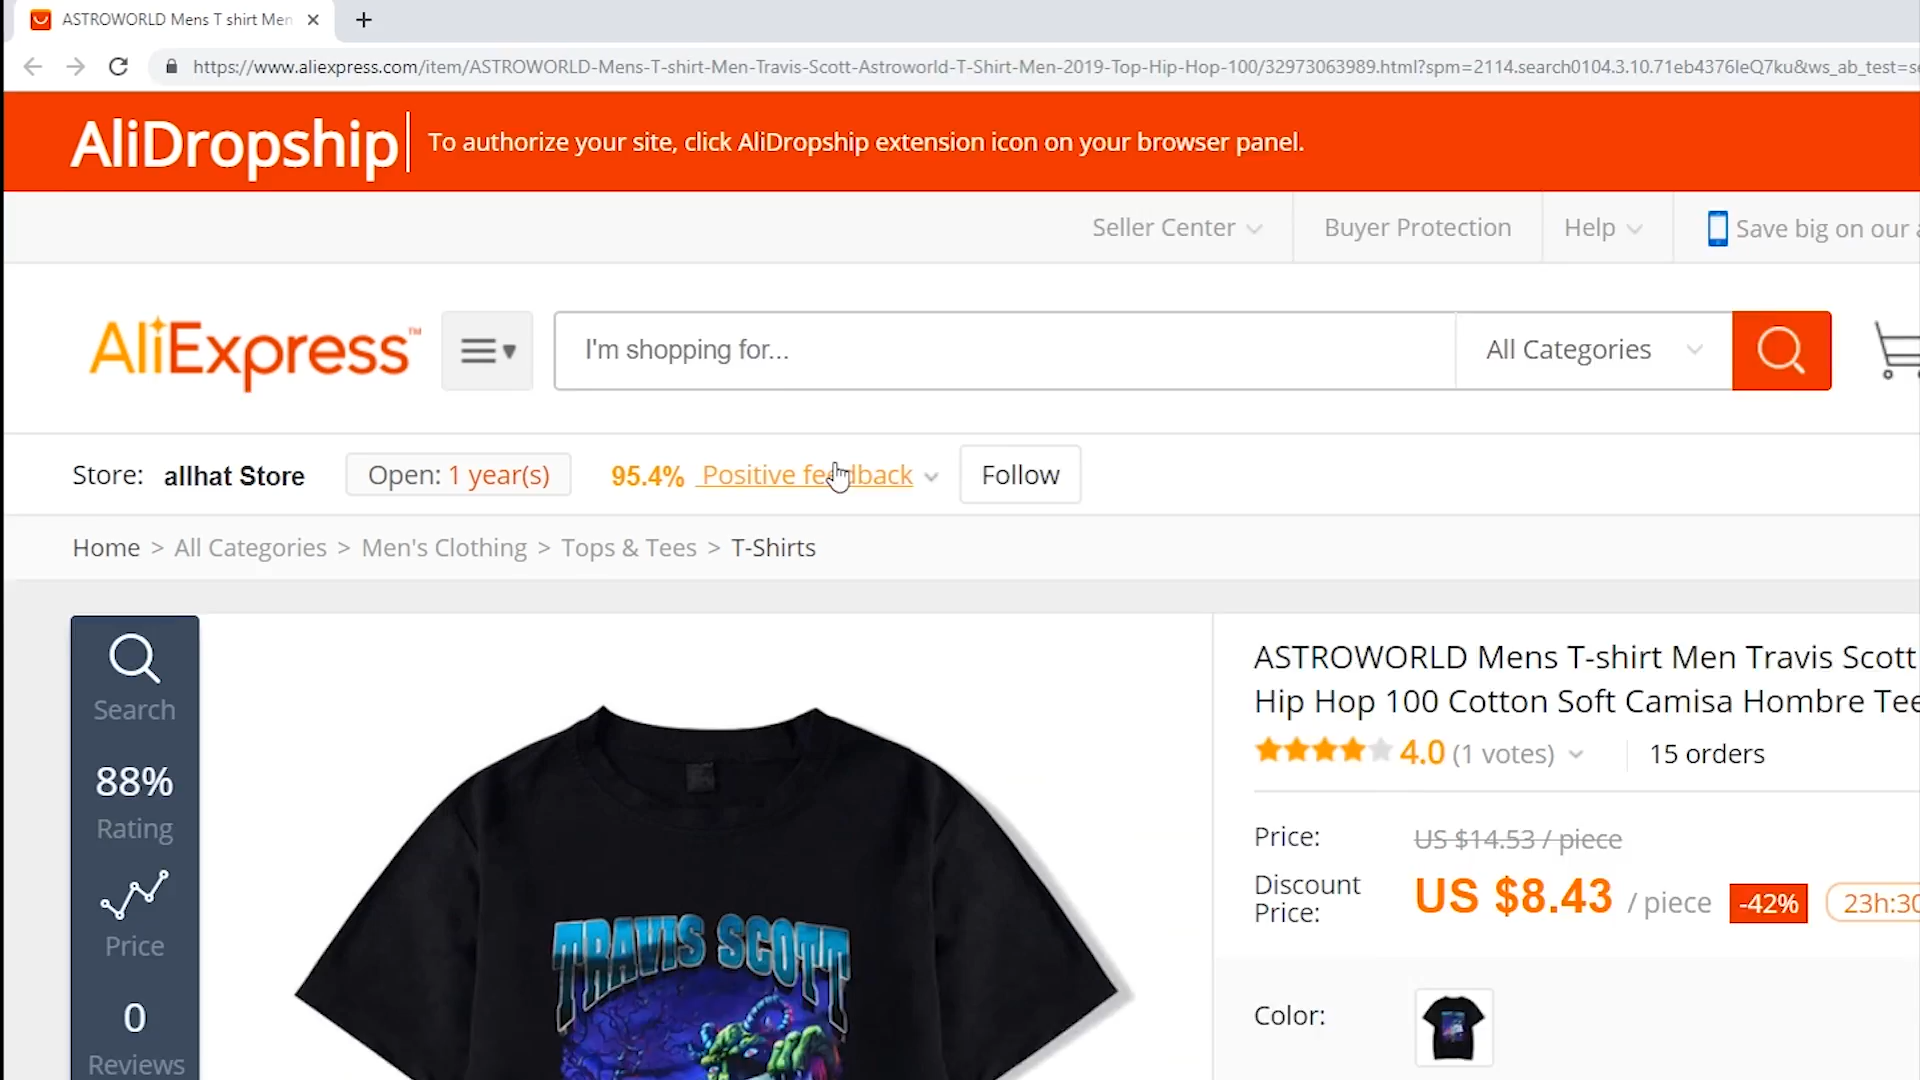 ASTROWORLD Mens T shirt Men
https://www.aliexpress.com/item/ASTROWORLD-Mens-T-shirt-Men-Travis-Scott-Astroworld-T-Shirt-Men-2019-Top-Hip-Hop-100/32973063989.html?spm=2114.search0104.3.10.71eb4376leQ7ku&ws_ab_test=se
AliDropship
To authorize your site, click AliDropship extension icon on your browser panel.
Seller Center
Buyer Protection
Help
Save big on our a
AliExpress™
I'm shopping for...
All Categories
Store: allhat Store
Open: 1 year(s)
95.4% Positive feedback
Follow
Home > All Categories > Men's Clothing > Tops & Tees > T-Shirts
Search
88%
Rating
Price
0
Reviews
TRAVIS SCOTT
ASTROWORLD Mens T-shirt Men Travis Scott
Hip Hop 100 Cotton Soft Camisa Hombre Tee
4.0 (1 votes)
15 orders
Price: US $14.53 / piece
Discount
Price:
US $8.43 / piece
-42%
23h:30
Color: